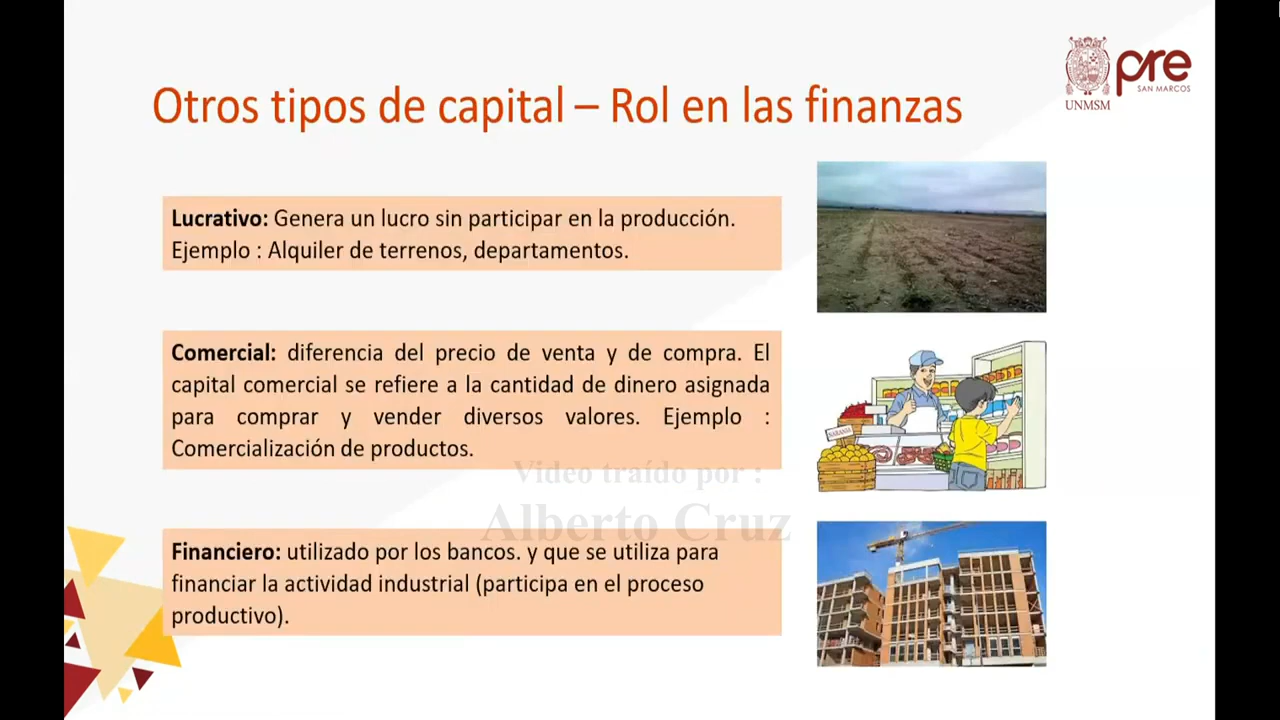 Otros tipos de capital – Rol en las finanzas
UNMSM
pre
SAN MARCOS
Lucrativo: Genera un lucro sin participar en la producción.
Ejemplo : Alquiler de terrenos, departamentos.
Comercial: diferencia del precio de venta y de compra. El
capital comercial se refiere a la cantidad de dinero asignada
para comprar y vender diversos valores. Ejemplo :
Comercialización de productos.
NARANJA
Video traído por :
Alberto Cruz
Financiero: utilizado por los bancos. y que se utiliza para
financiar la actividad industrial (participa en el proceso
productivo).